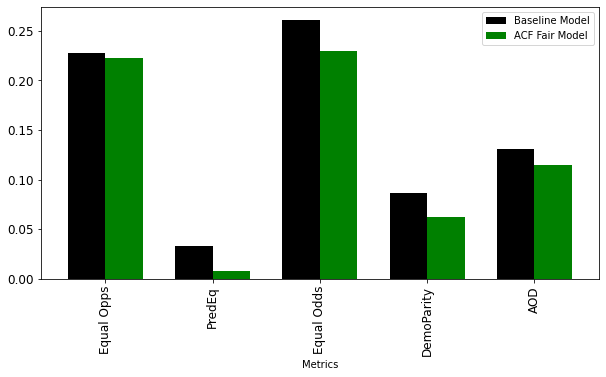 Baseline Model
ACF Fair Model
0.25
0.20
0.15
0.10
0.05
0.00
Equal Opps
PredEq
Equal Odds
DemoParity
AOD
Metrics